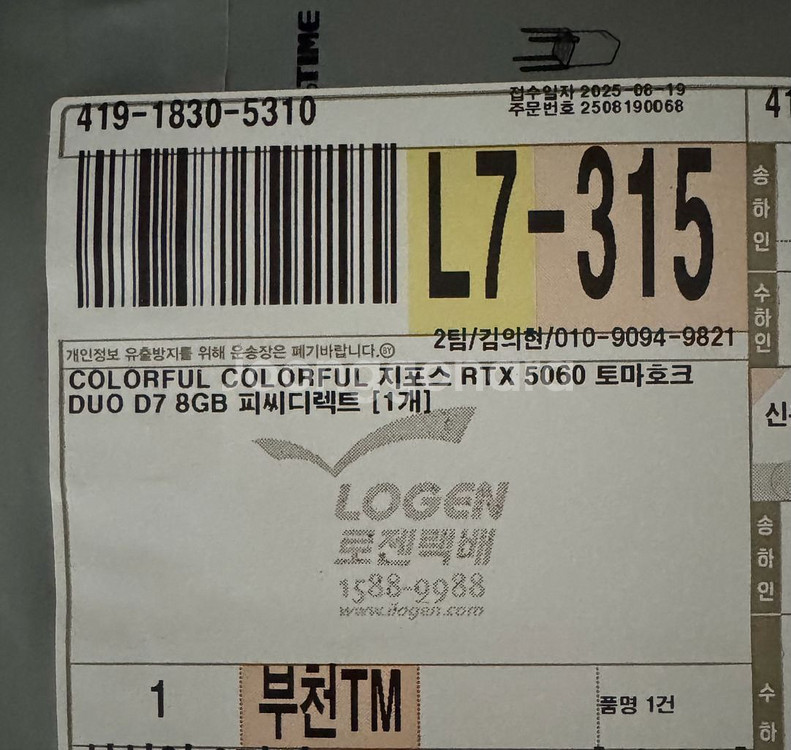 TIME
419-1830-5310
접수일자 2025-08-19
주문번호 2508190068
41
L7-315
송하인
수하인
2팀/김의현/010-9094-9821
개인정보 유출방지를 위해 운송장은 폐기바랍니다.
COLORFUL COLORFUL 지포스 RTX 5060 토마호크
DUO D7 8GB 피씨디렉트 [1개]
신
LOGEN
로젠택배
1588-9988
www.ilogen.com
송하인
1
부천TM
품명 1건
수하